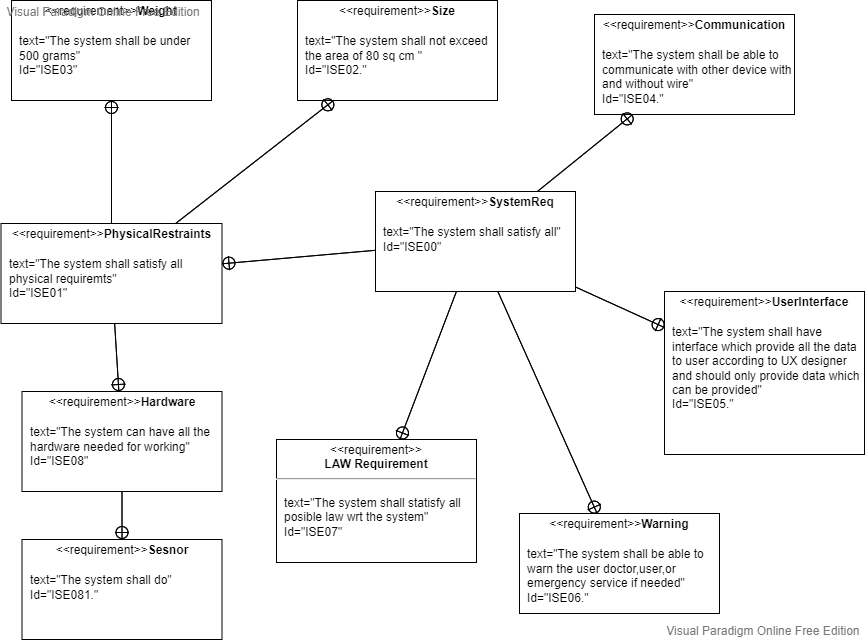 Visual Paradigm Online Free Edition
<<requirement>>Weight
text="The system shall be under
500 grams"
Id="ISE03"
<<requirement>>Size
text="The system shall not exceed
the area of 80 sq cm "
Id="ISE02."
<<requirement>>Communication
text="The system shall be able to
communicate with other device with
and without wire"
Id="ISE04."
<<requirement>>SystemReq
text="The system shall satisfy all"
Id="ISE00"
<<requirement>>PhysicalRestraints
text="The system shall satisfy all
physical requiremts"
Id="ISE01"
<<requirement>>UserInterface
text="The system shall have
interface which provide all the data
to user according to UX designer
and should only provide data which
can be provided"
Id="ISE05."
<<requirement>>Hardware
text="The system can have all the
hardware needed for working"
Id="ISE08"
<<requirement>>
LAW Requirement
text="The system shall statisfy all
posible law wrt the system"
Id="ISE07"
<<requirement>>Warning
text="The system shall be able to
warn the user doctor,user,or
emergency service if needed"
Id="ISE06."
<<requirement>>Sesnor
text="The system shall do"
Id="ISE081."
Visual Paradigm Online Free Edition